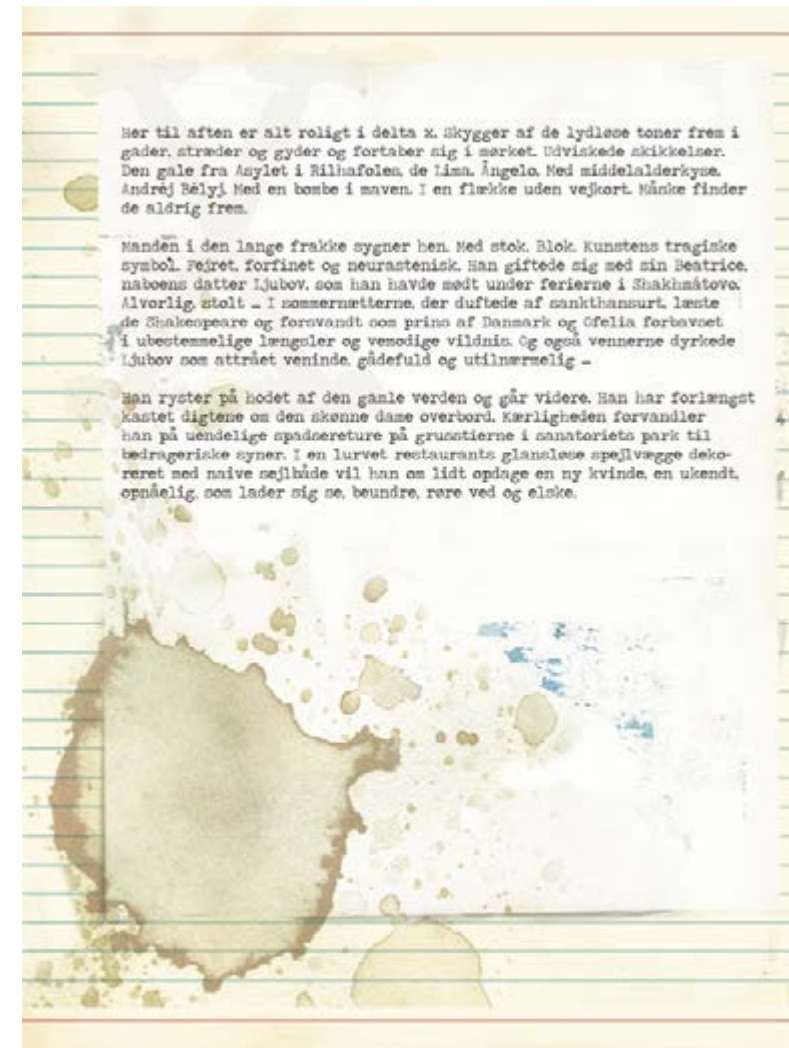 Her til aften er alt roligt i delta x. Skygger af de lydløse toner frem i
gader, stræder og gyder og fortaber sig i mørket. Udviskede skikkelser.
Den gale fra Asylet i Rilhafoles, de Lima. Ângelo. Med middelalderkyse.
Andréj Bélyj. Med en bombe i maven. I en flække uden vejkort. Måske finder
de aldrig frem.
Manden i den lange frakke sygner hen. Med stok. Blok. Kunstens tragiske
symbol. Fejret, forfinet og neurastenisk. Han giftede sig med sin Beatrice,
naboens datter Ljubov, som han havde mødt under ferierne i Shakhmátovo.
Alvorlig, stolt … I sommernætterne, der duftede af sankthansurt, læste
de Shakespeare og forsvandt som prins af Danmark og Ofelia forbavset
i ubestemmelige længsler og vemodige vildnis. Og også vennerne dyrkede
Ljubov som attrået veninde, gådefuld og utilnærmelig …
Han ryster på hodet af den gamle verden og går videre. Han har forlængst
kastet digtene om den skønne dame overbord. Kærligheden forvandler
han på uendelige spadsereture på grusstierne i sanatoriets park til
bedrageriske syner. I en lurvet restaurants glansløse spejlvægge deko-
reret med naive sejlbåde vil han om lidt opdage en ny kvinde, en ukendt,
opnåelig, som lader sig se, beundre, røre ved og elske.